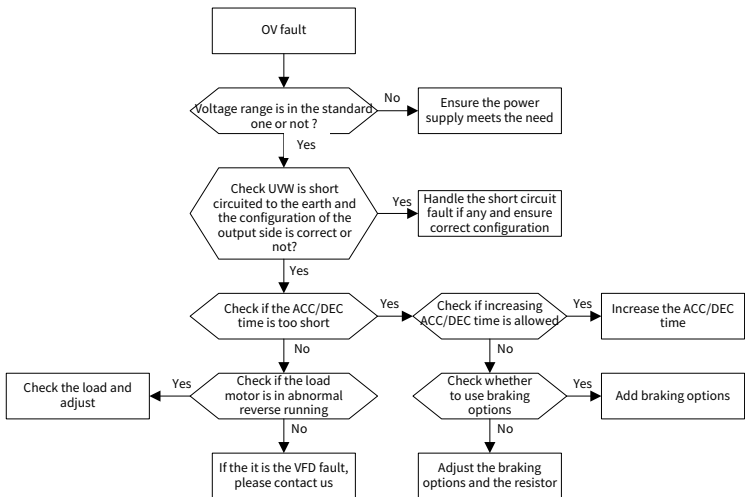 OV fault
Voltage range is in the standard
one or not ?
No
Ensure the power
supply meets the need
Yes
Check UVW is short
circuited to the earth and
the configuration of the
output side is correct or
not?
Yes
Handle the short circuit
fault if any and ensure
correct configuration
Yes
Check if the ACC/DEC
time is too short
Yes
Check if increasing
ACC/DEC time is allowed
Yes
Increase the ACC/DEC
time
No
No
Check the load and
adjust
Yes
Check if the load
motor is in abnormal
reverse running
Check whether
to use braking
options
Yes
Add braking options
No
No
If the it is the VFD fault,
please contact us
Adjust the braking
options and the resistor